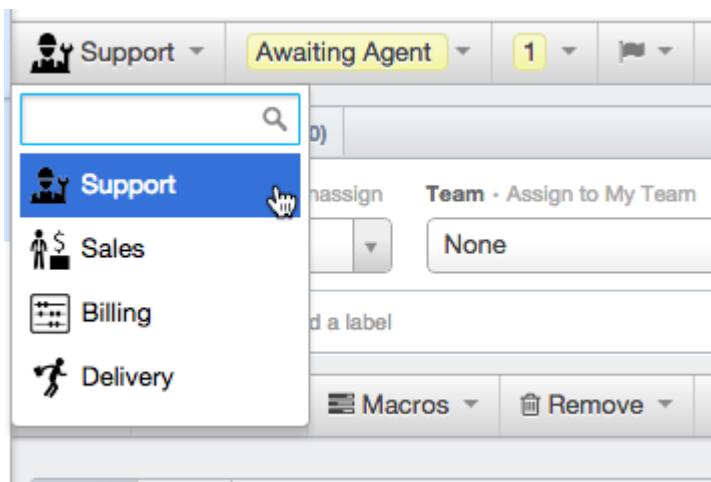 Support Awaiting Agent 1
0)
Support
nassign Team · Assign to My Team
Sales
None
Billing
d a label
Delivery
Macros Remove